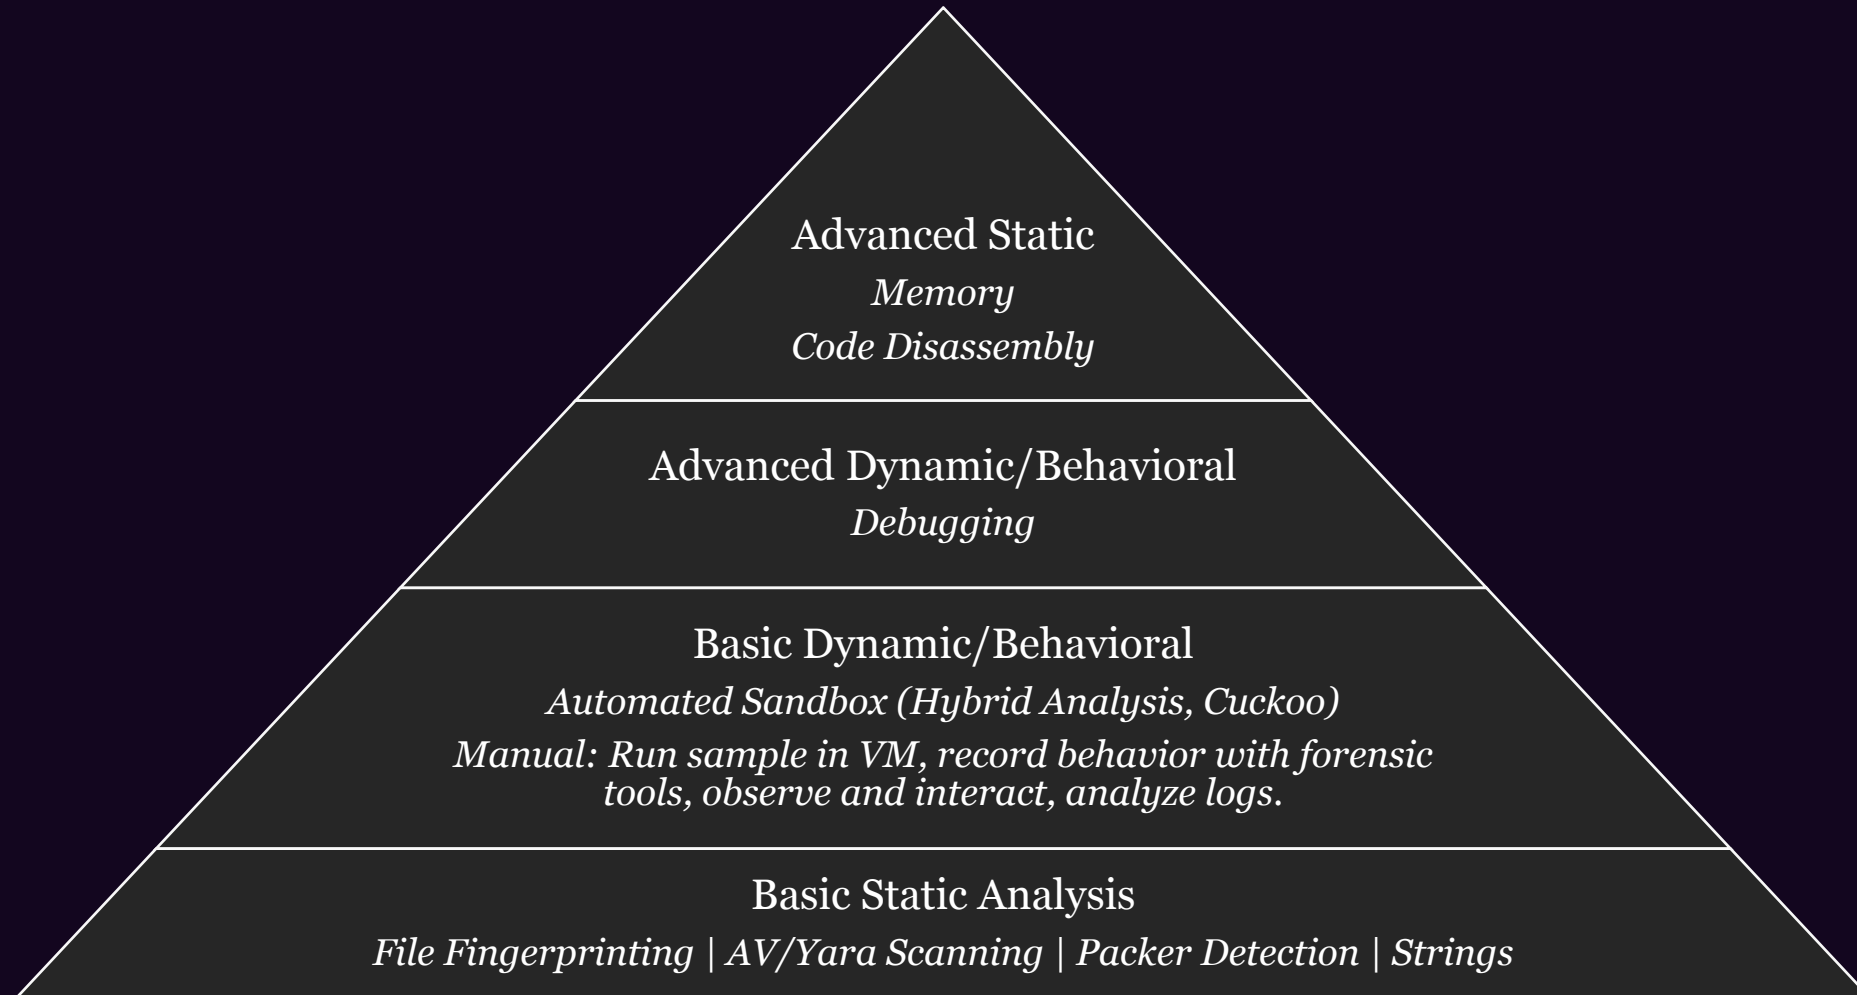 Advanced Static
Memory
Code Disassembly
Advanced Dynamic/Behavioral
Debugging
Basic Dynamic/Behavioral
Automated Sandbox (Hybrid Analysis, Cuckoo)
Manual: Run sample in VM, record behavior with forensic
tools, observe and interact, analyze logs.
Basic Static Analysis
File Fingerprinting | AV/Yara Scanning | Packer Detection | Strings